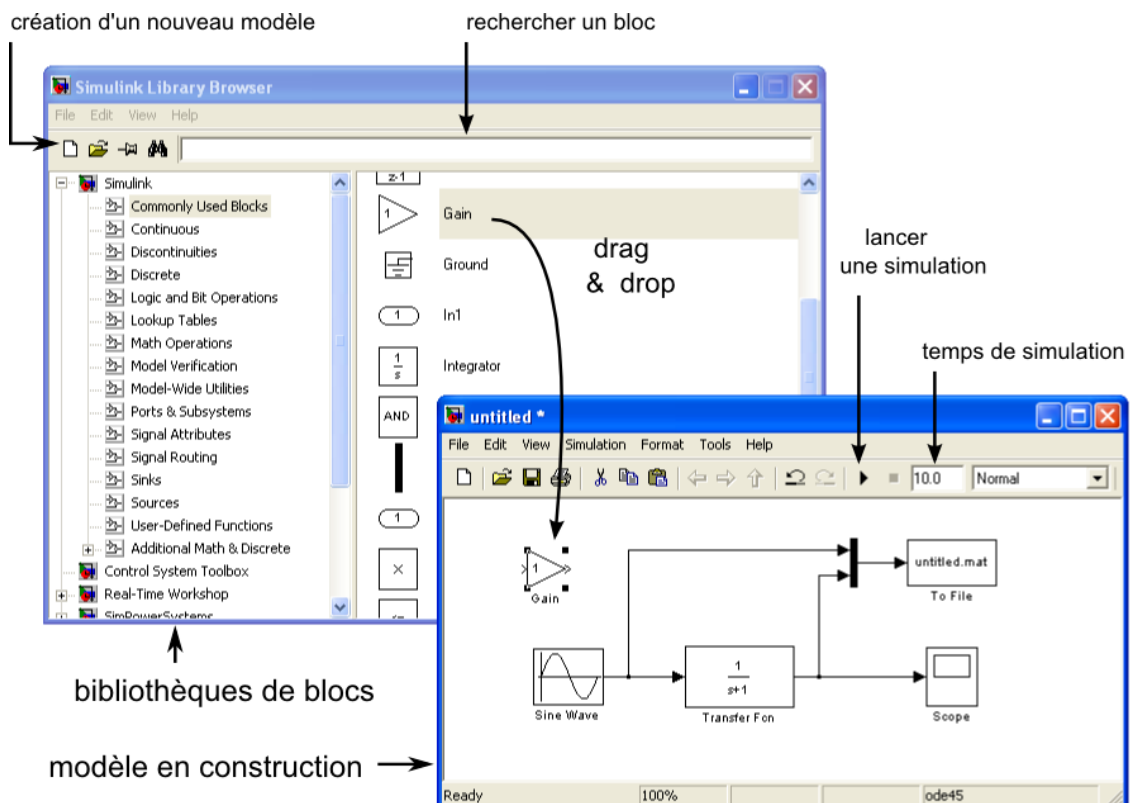 création d'un nouveau modèle
rechercher un bloc
Simulink Library Browser
File Edit View Help
Simulink
Commonly Used Blocks
Continuous
Discontinuities
Discrete
Logic and Bit Operations
Lookup Tables
Math Operations
Model Verification
Model-Wide Utilities
Ports & Subsystems
Signal Attributes
Signal Routing
Sinks
Sources
User-Defined Functions
Additional Math & Discrete
Control System Toolbox
Real-Time Workshop
SimPowerSystems
z-1
1
Gain
Ground
1
In1
1
s
Integrator
AND
1
×
drag
& drop
lancer
une simulation
temps de simulation
untitled *
File Edit View Simulation Format Tools Help
10.0 Normal
1
Gain
untitled.mat
To File
Sine Wave
1
s+1
Transfer Fcn
Scope
Ready 100% ode45
bibliothèques de blocs
modèle en construction